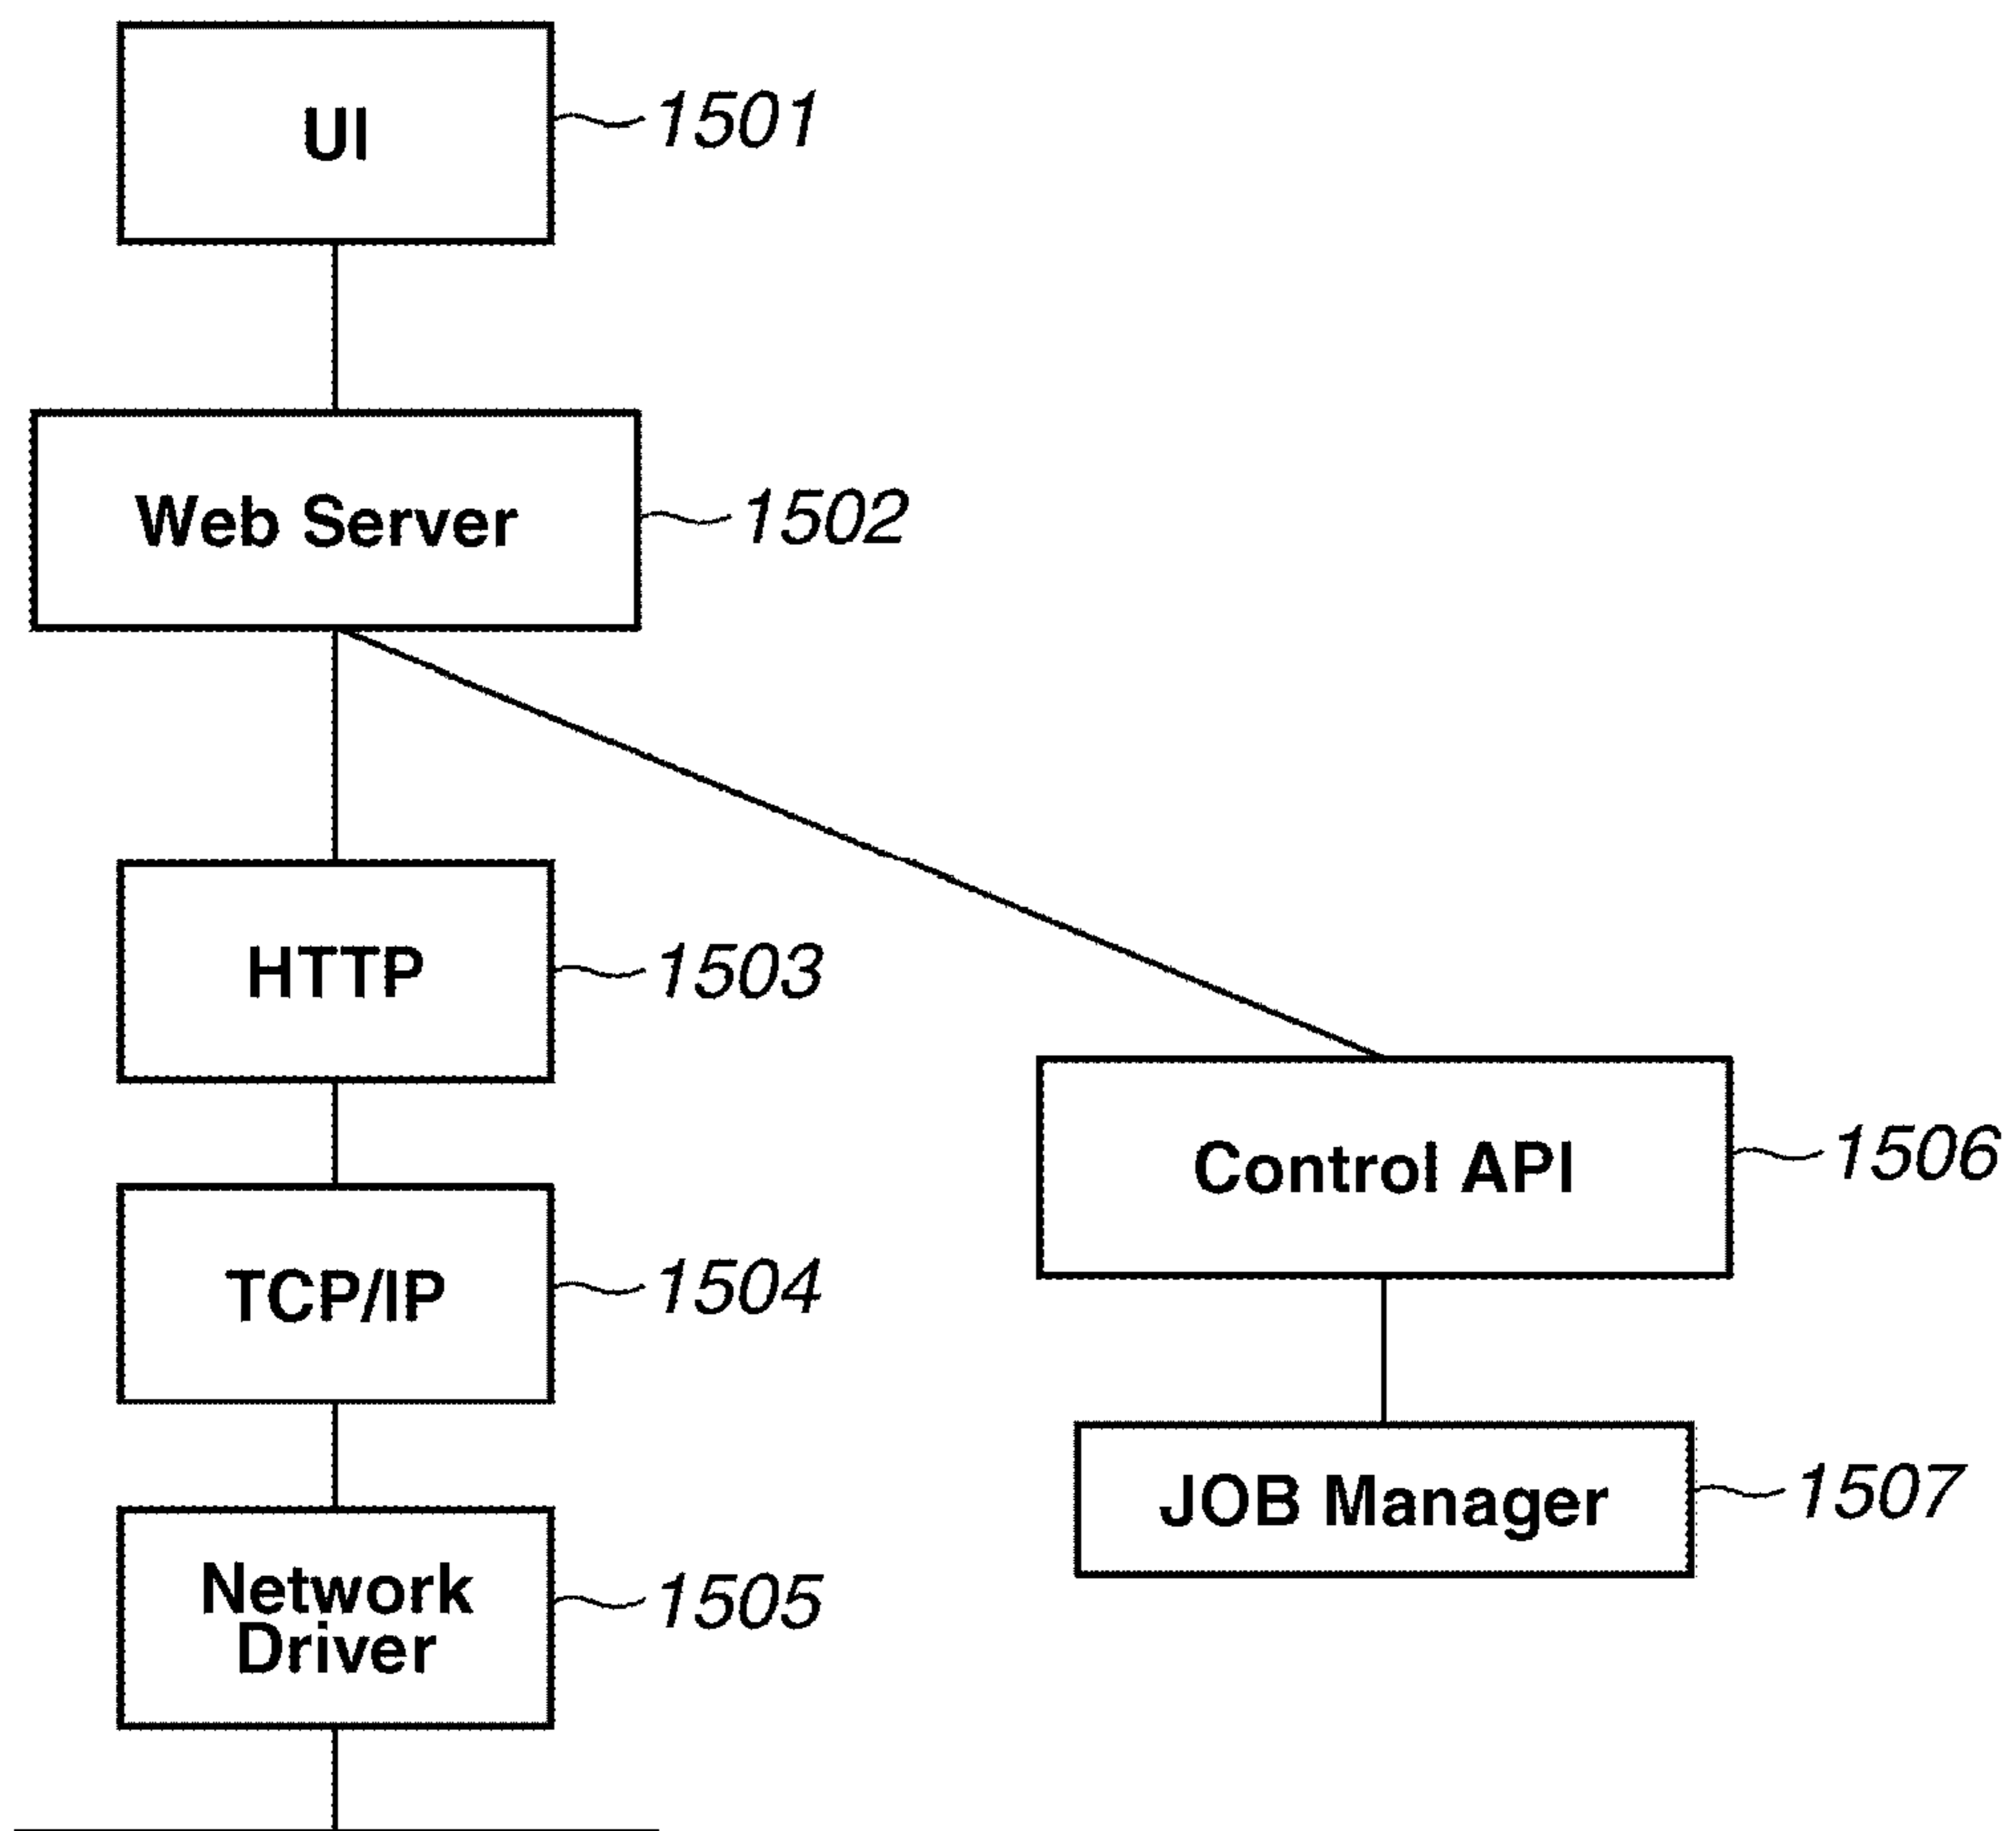 UI
1501
Web Server
1502
HTTP
1503
TCP/IP
1504
Network
Driver
1505
Control API
1506
JOB Manager
1507